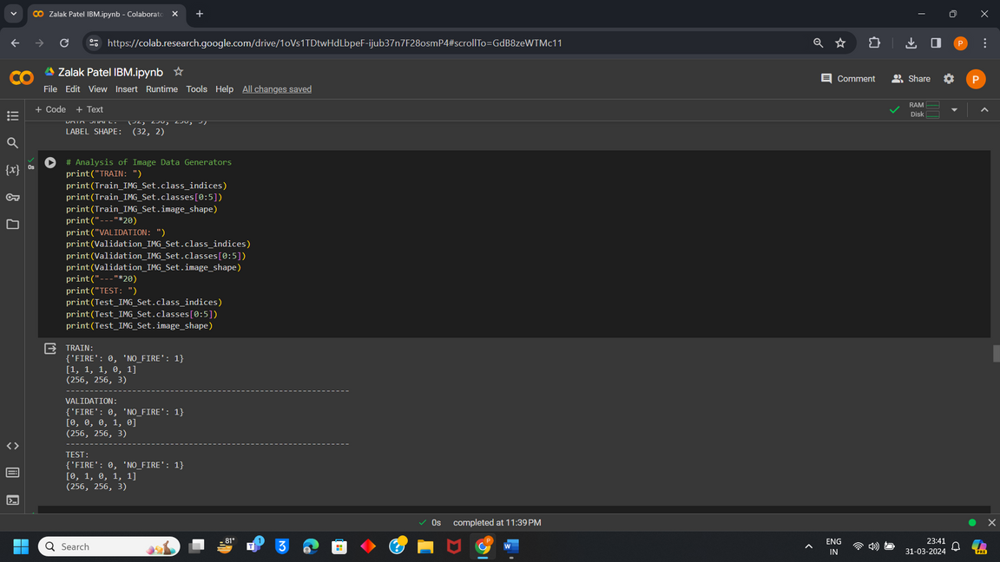 Zalak Patel IBM.ipynb - Colaborato
https://colab.research.google.com/drive/1oVs1TDtwHdLbpeF-ijub37n7F28osmP4#scrollTo=GdB8zeWTMc11
P
Zalak Patel IBM.ipynb
File Edit View Insert Runtime Tools Help All changes saved
Comment Share P
+ Code + Text
RAM
Disk
LABEL SHAPE: (32, 2)
0s
# Analysis of Image Data Generators
print("TRAIN: ")
print(Train_IMG_Set.class_indices)
print(Train_IMG_Set.classes[0:5])
print(Train_IMG_Set.image_shape)
print("---"*20)
print("VALIDATION: ")
print(Validation_IMG_Set.class_indices)
print(Validation_IMG_Set.classes[0:5])
print(Validation_IMG_Set.image_shape)
print("---"*20)
print("TEST: ")
print(Test_IMG_Set.class_indices)
print(Test_IMG_Set.classes[0:5])
print(Test_IMG_Set.image_shape)
TRAIN:
{'FIRE': 0, 'NO_FIRE': 1}
[1, 1, 1, 0, 1]
(256, 256, 3)
------------------------------------------------------------
VALIDATION:
{'FIRE': 0, 'NO_FIRE': 1}
[0, 0, 0, 1, 0]
(256, 256, 3)
------------------------------------------------------------
TEST:
{'FIRE': 0, 'NO_FIRE': 1}
[0, 1, 0, 1, 1]
(256, 256, 3)
0s completed at 11:39 PM
Search
81°
1
ENG
IN
23:41
31-03-2024
PRE